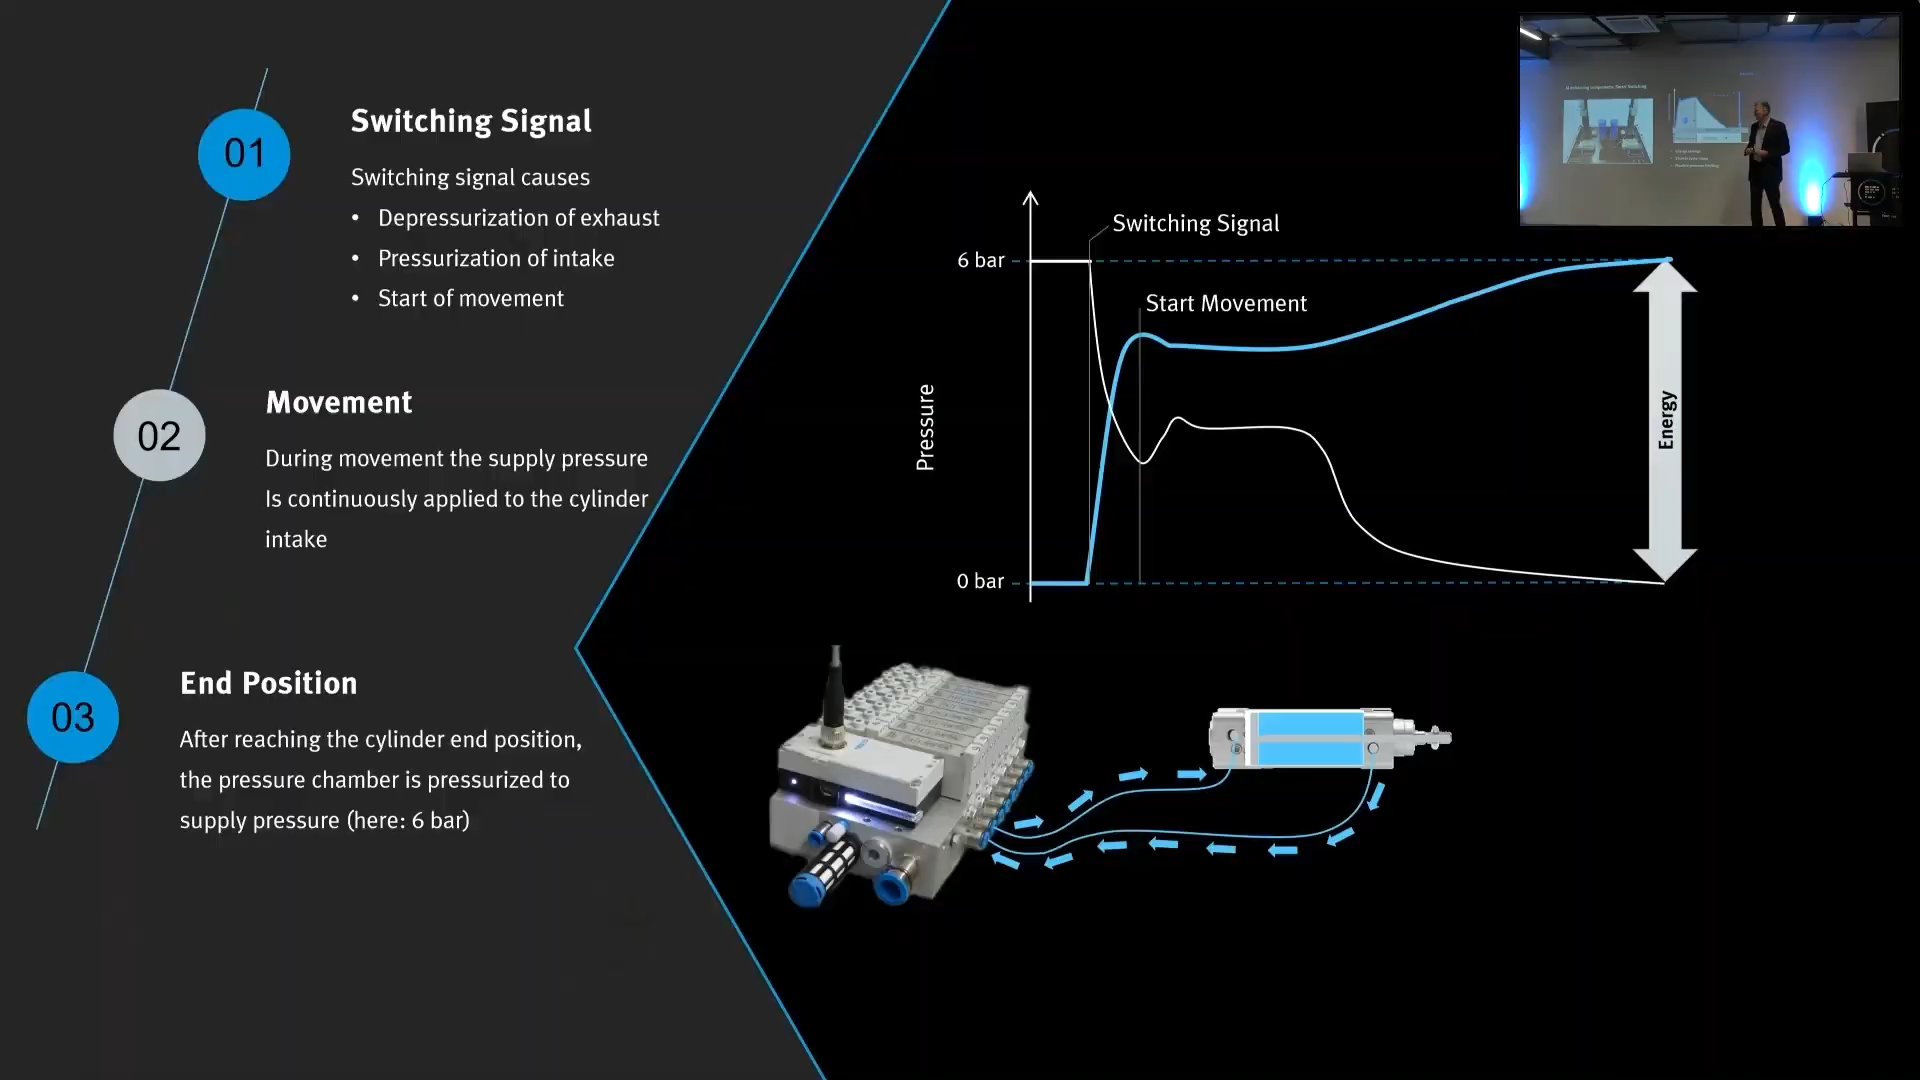 01
Switching Signal
Switching signal causes
• Depressurization of exhaust
• Pressurization of intake
• Start of movement
02
Movement
During movement the supply pressure
Is continuously applied to the cylinder
intake
03
End Position
After reaching the cylinder end position,
the pressure chamber is pressurized to
supply pressure (here: 6 bar)
Switching Signal
6 bar
Start Movement
Pressure
Energy
0 bar